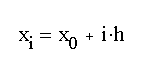 xᵢ = x₀ + i·h